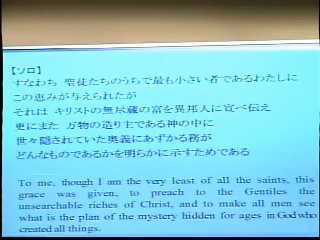 【ソロ】
すなわち 聖徒たちのうちで最も小さい者であるわたしに
この恵みが与えられたが
それは キリストの無尽蔵の富を異邦人に宣べ伝え
更にまた 万物の造り主である神の中に
世々隠されていた奥義にあずかる務が
どんなものであるかを明らかに示すためである
To me, though I am the very least of all the saints, this
grace was given, to preach to the Gentiles the
unsearchable riches of Christ, and to make all men see
what is the plan of the mystery hidden for ages in God who
created all things.